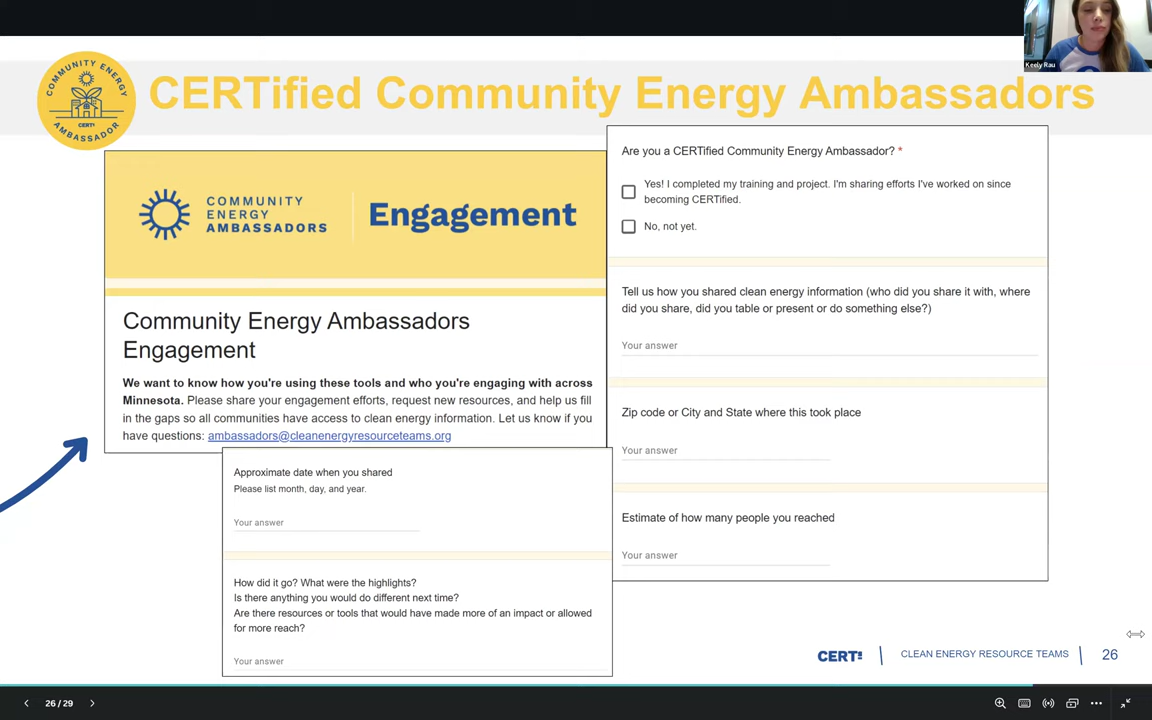 Keely Rau
COMMUNITY ENERGY
AMBASSADOR
CERTs
CERTified Community Energy Ambassadors
COMMUNITY
ENERGY
AMBASSADORS
Engagement
Community Energy Ambassadors
Engagement
We want to know how you're using these tools and who you're engaging with across
Minnesota. Please share your engagement efforts, request new resources, and help us fill
in the gaps so all communities have access to clean energy information. Let us know if you
have questions: ambassadors@cleanenergyresourceteams.org
Approximate date when you shared
Please list month, day, and year.
Your answer
How did it go? What were the highlights?
Is there anything you would do different next time?
Are there resources or tools that would have made more of an impact or allowed
for more reach?
Your answer
Are you a CERTified Community Energy Ambassador? *
Yes! I completed my training and project. I'm sharing efforts I've worked on since
becoming CERTified.
No, not yet.
Tell us how you shared clean energy information (who did you share it with, where
did you share, did you table or present or do something else?)
Your answer
Zip code or City and State where this took place
Your answer
Estimate of how many people you reached
Your answer
CERTs
CLEAN ENERGY RESOURCE TEAMS
26
26 / 29